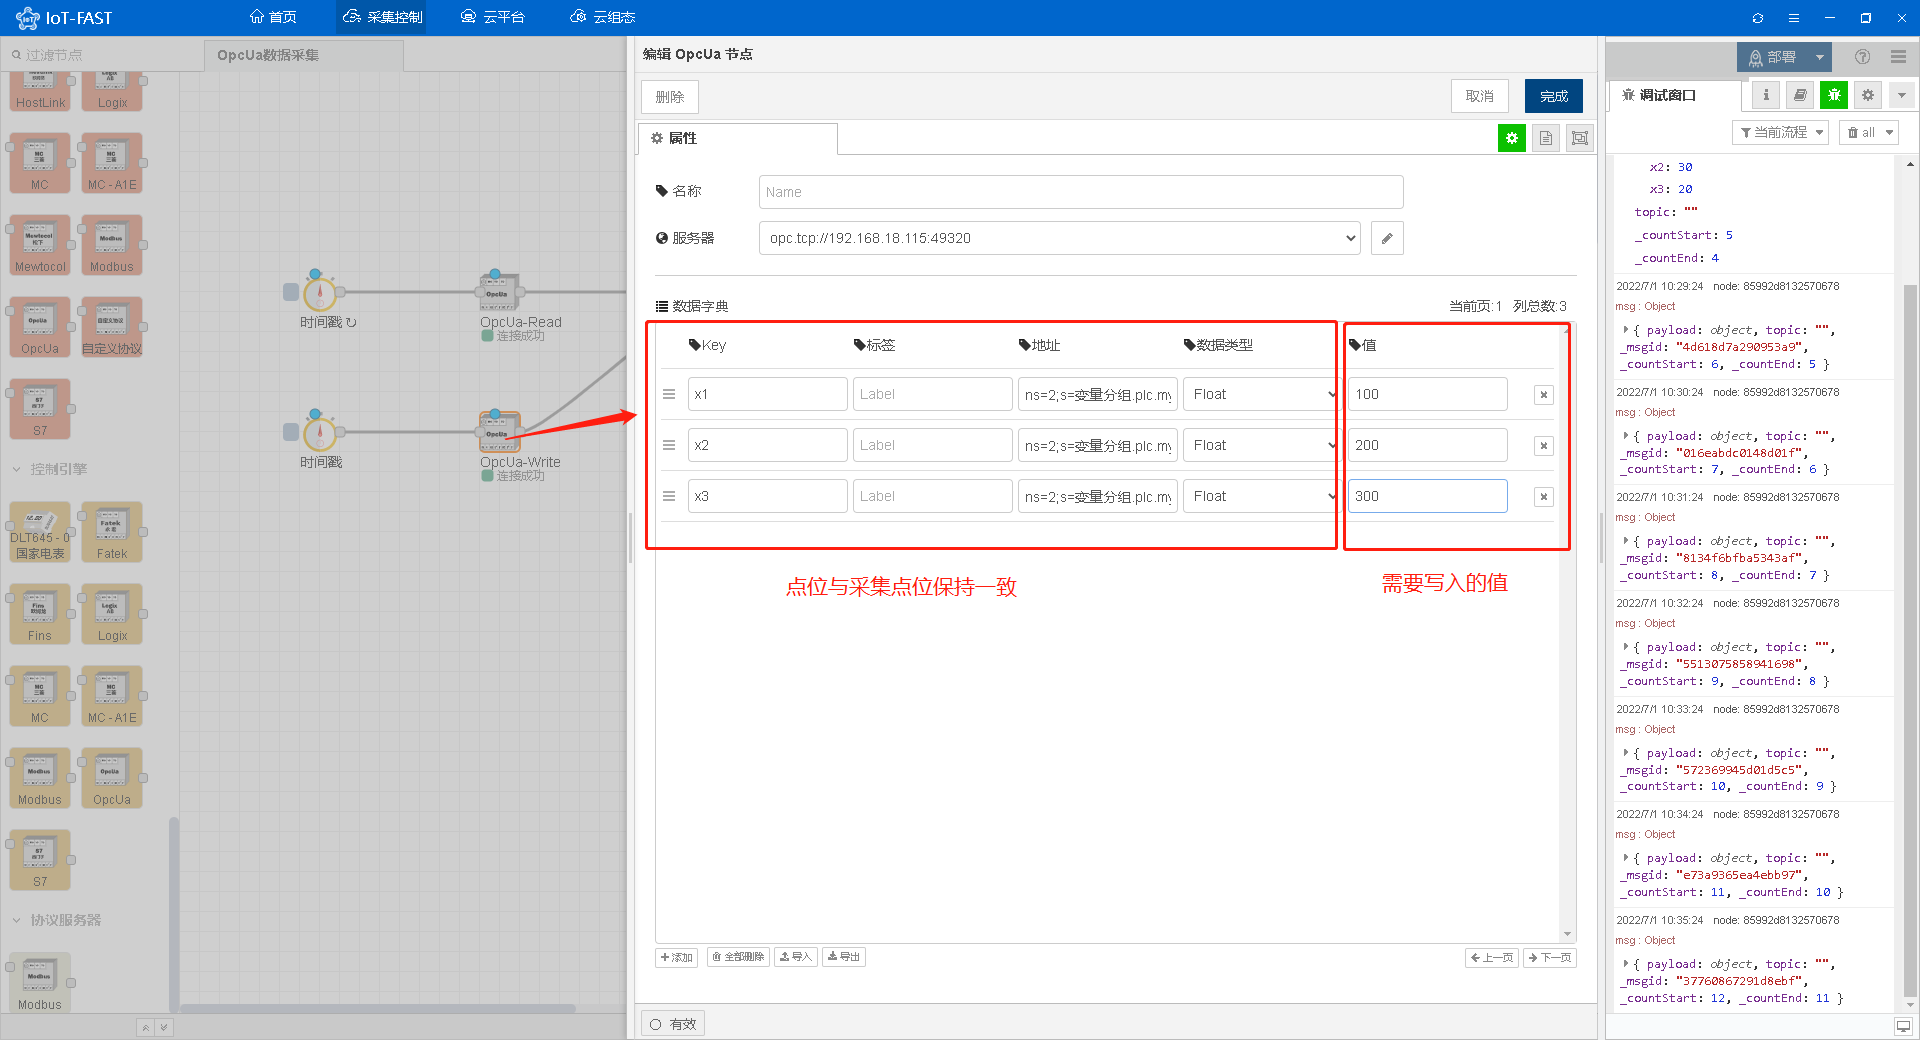 IoT-FAST
首页
采集控制
云平台
云组态
过滤节点
OpcUa数据采集
HostLink
Logix
MC
MC - A1E
Mewtocol
Modbus
OpcUa
自定义协议
S7
控制引擎
DLT645 - 0
国家电表
Fatek
Fins
Logix
MC
MC - A1E
Modbus
OpcUa
S7
协议服务器
Modbus
时间戳 ↻
OpcUa-Read
连接成功
时间戳
OpcUa-Write
连接成功
编辑 OpcUa 节点
删除
取消
完成
属性
名称
Name
服务器
opc.tcp://192.168.18.115:49320
数据字典
当前页:1 列总数:3
Key
标签
地址
数据类型
值
x1
Label
ns=2;s=变量分组.plc.my
Float
100
x2
Label
ns=2;s=变量分组.plc.my
Float
200
x3
Label
ns=2;s=变量分组.plc.my
Float
300
点位与采集点位保持一致
需要写入的值
添加
全部删除
导入
导出
上一页
下一页
有效
部署
调试窗口
当前流程
all
x2: 30
x3: 20
topic: ""
_countStart: 5
_countEnd: 4
2022/7/1 10:29:24 node: 85992d8132570678
msg : Object
{ payload: object, topic: "",
_msgid: "4d618d7a290953a9",
_countStart: 6, _countEnd: 5 }
2022/7/1 10:30:24 node: 85992d8132570678
msg : Object
{ payload: object, topic: "",
_msgid: "016eabdc0148d01f",
_countStart: 7, _countEnd: 6 }
2022/7/1 10:31:24 node: 85992d8132570678
msg : Object
{ payload: object, topic: "",
_msgid: "8134f6bfba5343af",
_countStart: 8, _countEnd: 7 }
2022/7/1 10:32:24 node: 85992d8132570678
msg : Object
{ payload: object, topic: "",
_msgid: "5513075858941698",
_countStart: 9, _countEnd: 8 }
2022/7/1 10:33:24 node: 85992d8132570678
msg : Object
{ payload: object, topic: "",
_msgid: "572369945d01d5c5",
_countStart: 10, _countEnd: 9 }
2022/7/1 10:34:24 node: 85992d8132570678
msg : Object
{ payload: object, topic: "",
_msgid: "e73a9365ea4ebb97",
_countStart: 11, _countEnd: 10 }
2022/7/1 10:35:24 node: 85992d8132570678
msg : Object
{ payload: object, topic: "",
_msgid: "37760867291d8ebf",
_countStart: 12, _countEnd: 11 }